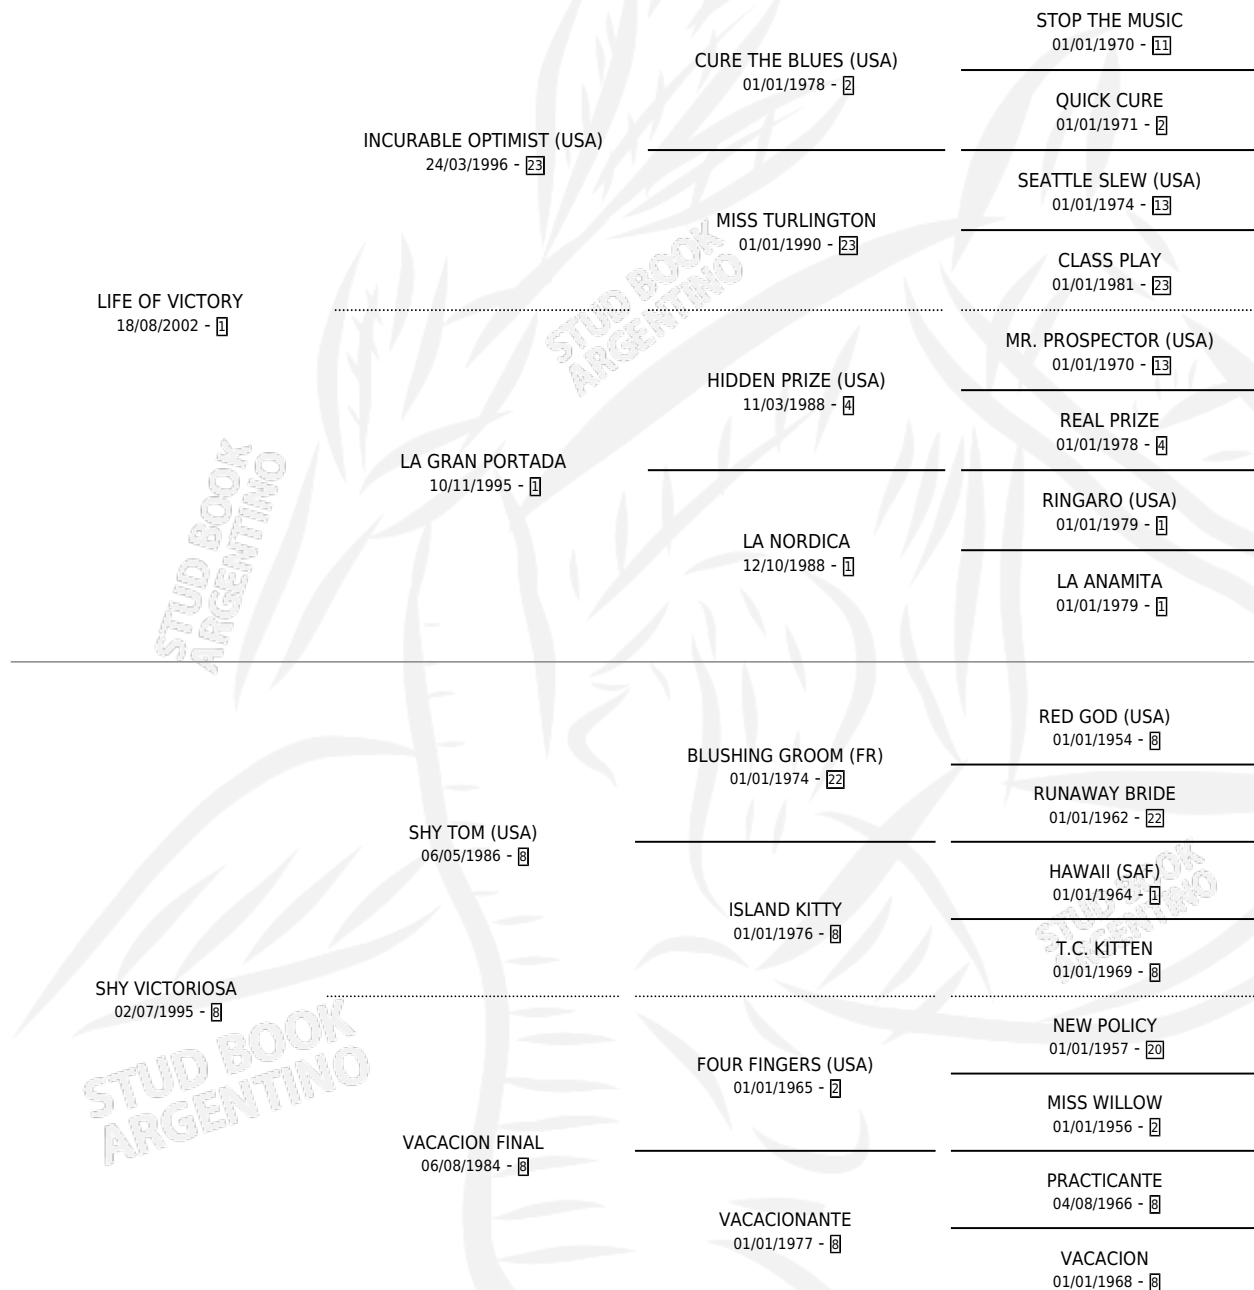 STOP THE MUSIC
01/01/1970 - 11
CURE THE BLUES (USA)
01/01/1978 - 2
QUICK CURE
01/01/1971 - 2
INCURABLE OPTIMIST (USA)
24/03/1996 - 23
SEATTLE SLEW (USA)
01/01/1974 - 13
MISS TURLINGTON
01/01/1990 - 23
CLASS PLAY
01/01/1981 - 23
LIFE OF VICTORY
18/08/2002 - 1
MR. PROSPECTOR (USA)
01/01/1970 - 13
HIDDEN PRIZE (USA)
11/03/1988 - 4
REAL PRIZE
01/01/1978 - 4
LA GRAN PORTADA
10/11/1995 - 1
RINGARO (USA)
01/01/1979 - 1
LA NORDICA
12/10/1988 - 1
LA ANAMITA
01/01/1979 - 1
RED GOD (USA)
01/01/1954 - 8
BLUSHING GROOM (FR)
01/01/1974 - 22
RUNAWAY BRIDE
01/01/1962 - 22
SHY TOM (USA)
06/05/1986 - 8
HAWAII (SAF)
01/01/1964 - 1
ISLAND KITTY
01/01/1976 - 8
T.C. KITTEN
01/01/1969 - 8
SHY VICTORIOSA
02/07/1995 - 8
NEW POLICY
01/01/1957 - 20
FOUR FINGERS (USA)
01/01/1965 - 2
MISS WILLOW
01/01/1956 - 2
VACACION FINAL
06/08/1984 - 8
PRACTICANTE
04/08/1966 - 8
VACACIONANTE
01/01/1977 - 8
VACACION
01/01/1968 - 8
STUD BOOK
ARGENTINO
STUD BOOK
ARGENTINO
STUD BOOK
ARGENTINO
STUD BOOK
ARGENTINO